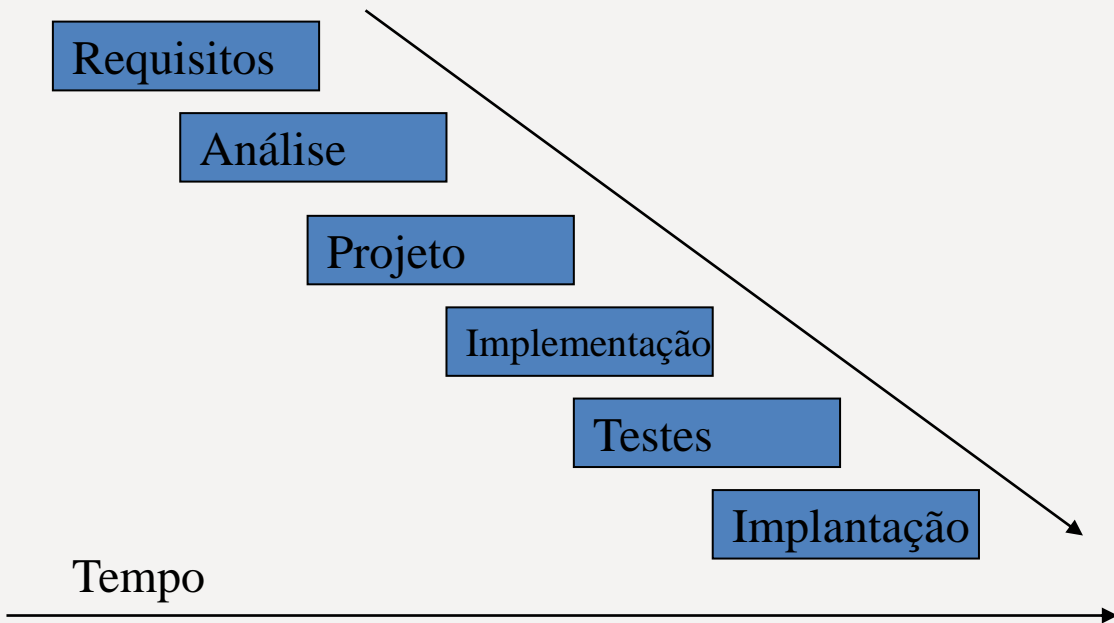 Requisitos
Análise
Projeto
Implementação
Testes
Implantação
Tempo